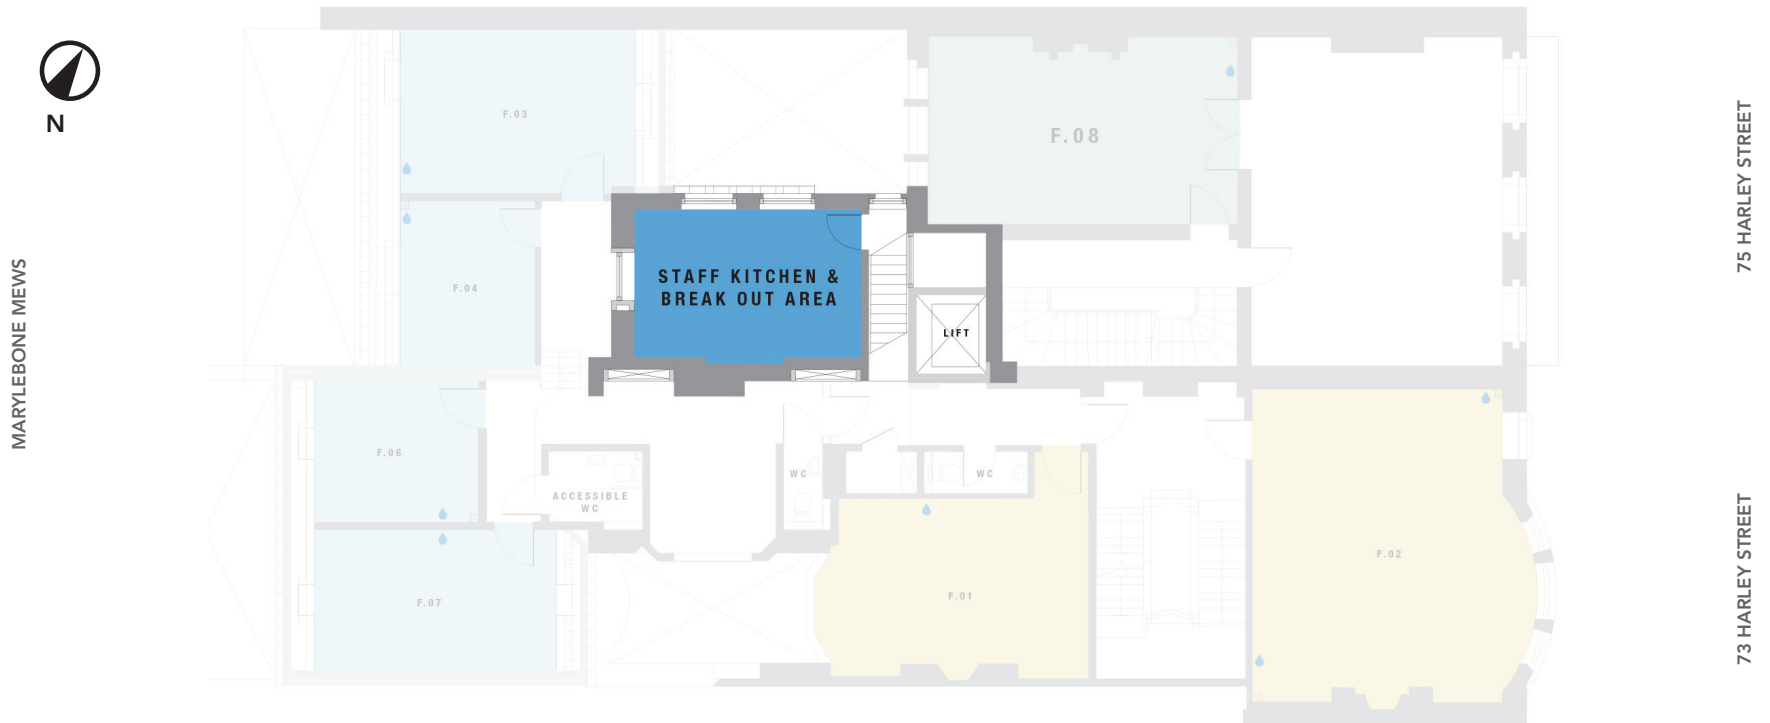 N
F.03
F.08
75 HARLEY STREET
MARYLEBONE MEWS
F.04
STAFF KITCHEN &
BREAK OUT AREA
LIFT
F.06
ACCESSIBLE
WC
WC
WC
F.02
F.07
F.01
73 HARLEY STREET